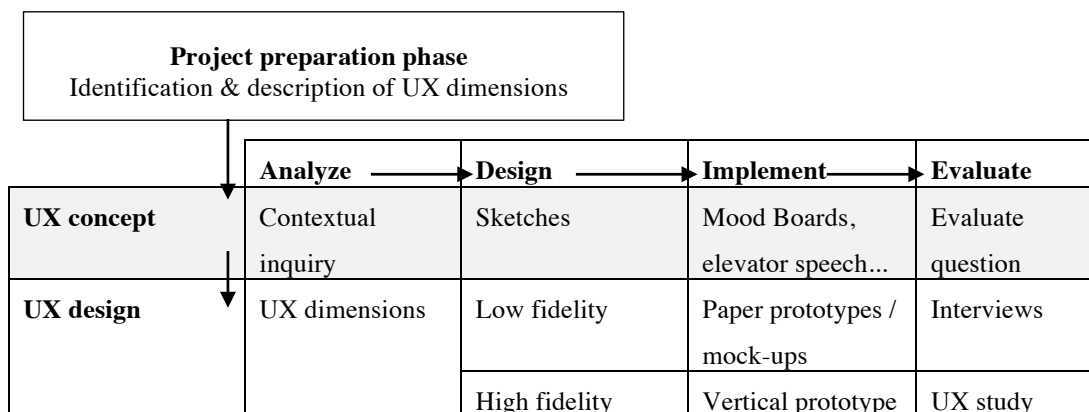 Project preparation phase
Identification & description of UX dimensions
Analyze Design Implement Evaluate
UX concept Contextual Sketches Mood Boards, Evaluate
inquiry elevator speech... question
UX design UX dimensions Low fidelity Paper prototypes / Interviews
mock-ups
High fidelity Vertical prototype UX study